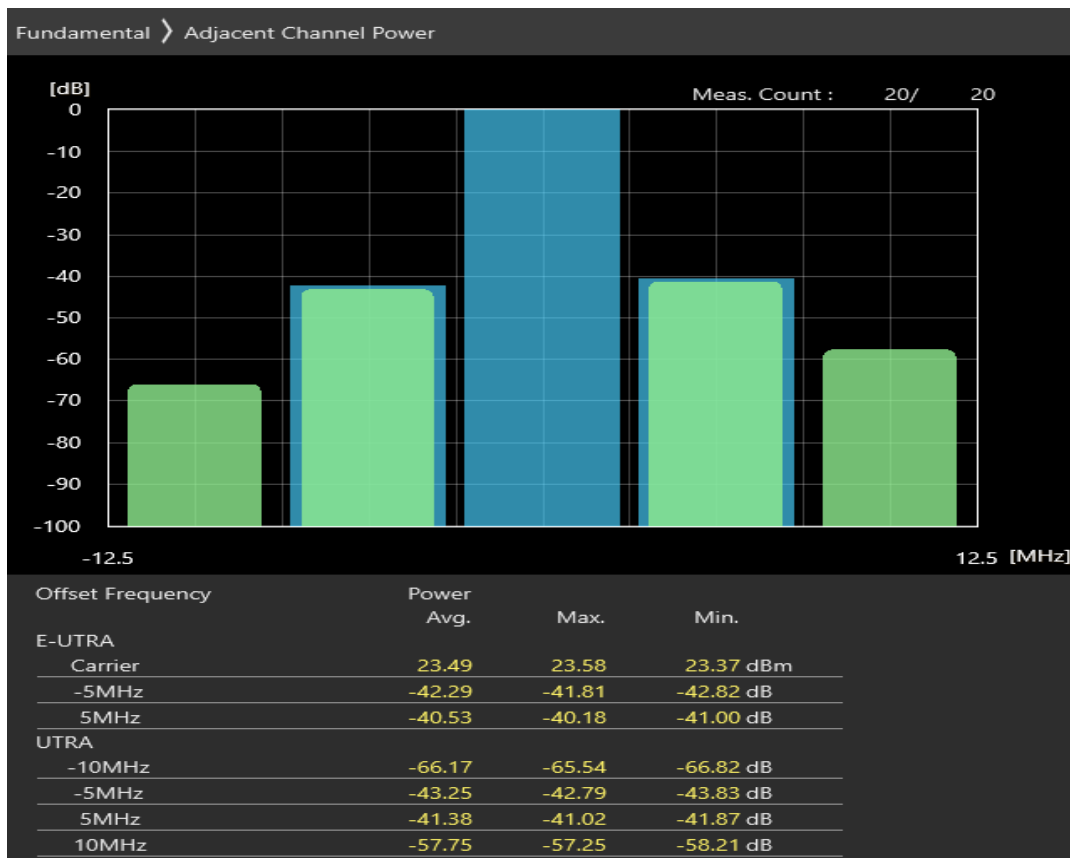 Fundamental 〉 Adjacent Channel Power
[dB]
Meas. Count : 20/ 20
0
-10
-20
-30
-40
-50
-60
-70
-80
-90
-100
-12.5 12.5 [MHz]
Offset Frequency Power
Avg. Max. Min.
E-UTRA
Carrier 23.49 23.58 23.37 dBm
-5MHz -42.29 -41.81 -42.82 dB
5MHz -40.53 -40.18 -41.00 dB
UTRA
-10MHz -66.17 -65.54 -66.82 dB
-5MHz -43.25 -42.79 -43.83 dB
5MHz -41.38 -41.02 -41.87 dB
10MHz -57.75 -57.25 -58.21 dB